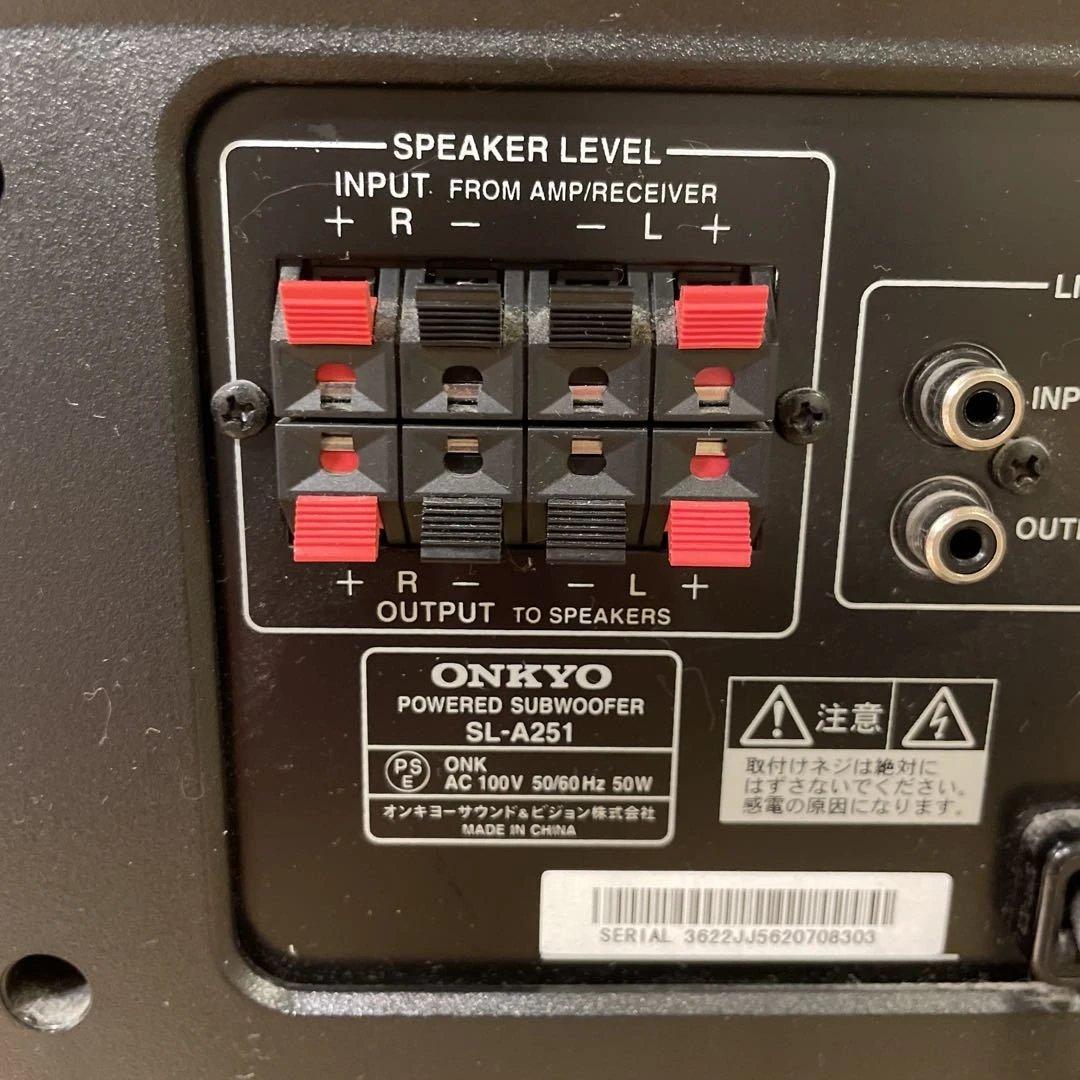 SPEAKER LEVEL
INPUT FROM AMP/RECEIVER
+ R − − L +
+ R − − L +
OUTPUT TO SPEAKERS
INP
OUT
ONKYO
POWERED SUBWOOFER
SL-A251
PS
E
ONK
AC 100V 50/60Hz 50W
オンキヨーサウンド&ビジョン株式会社
MADE IN CHINA
注意
取付けネジは絶対に
はずさないでください。
感電の原因になります。
SERIAL 3622JJ5620708303